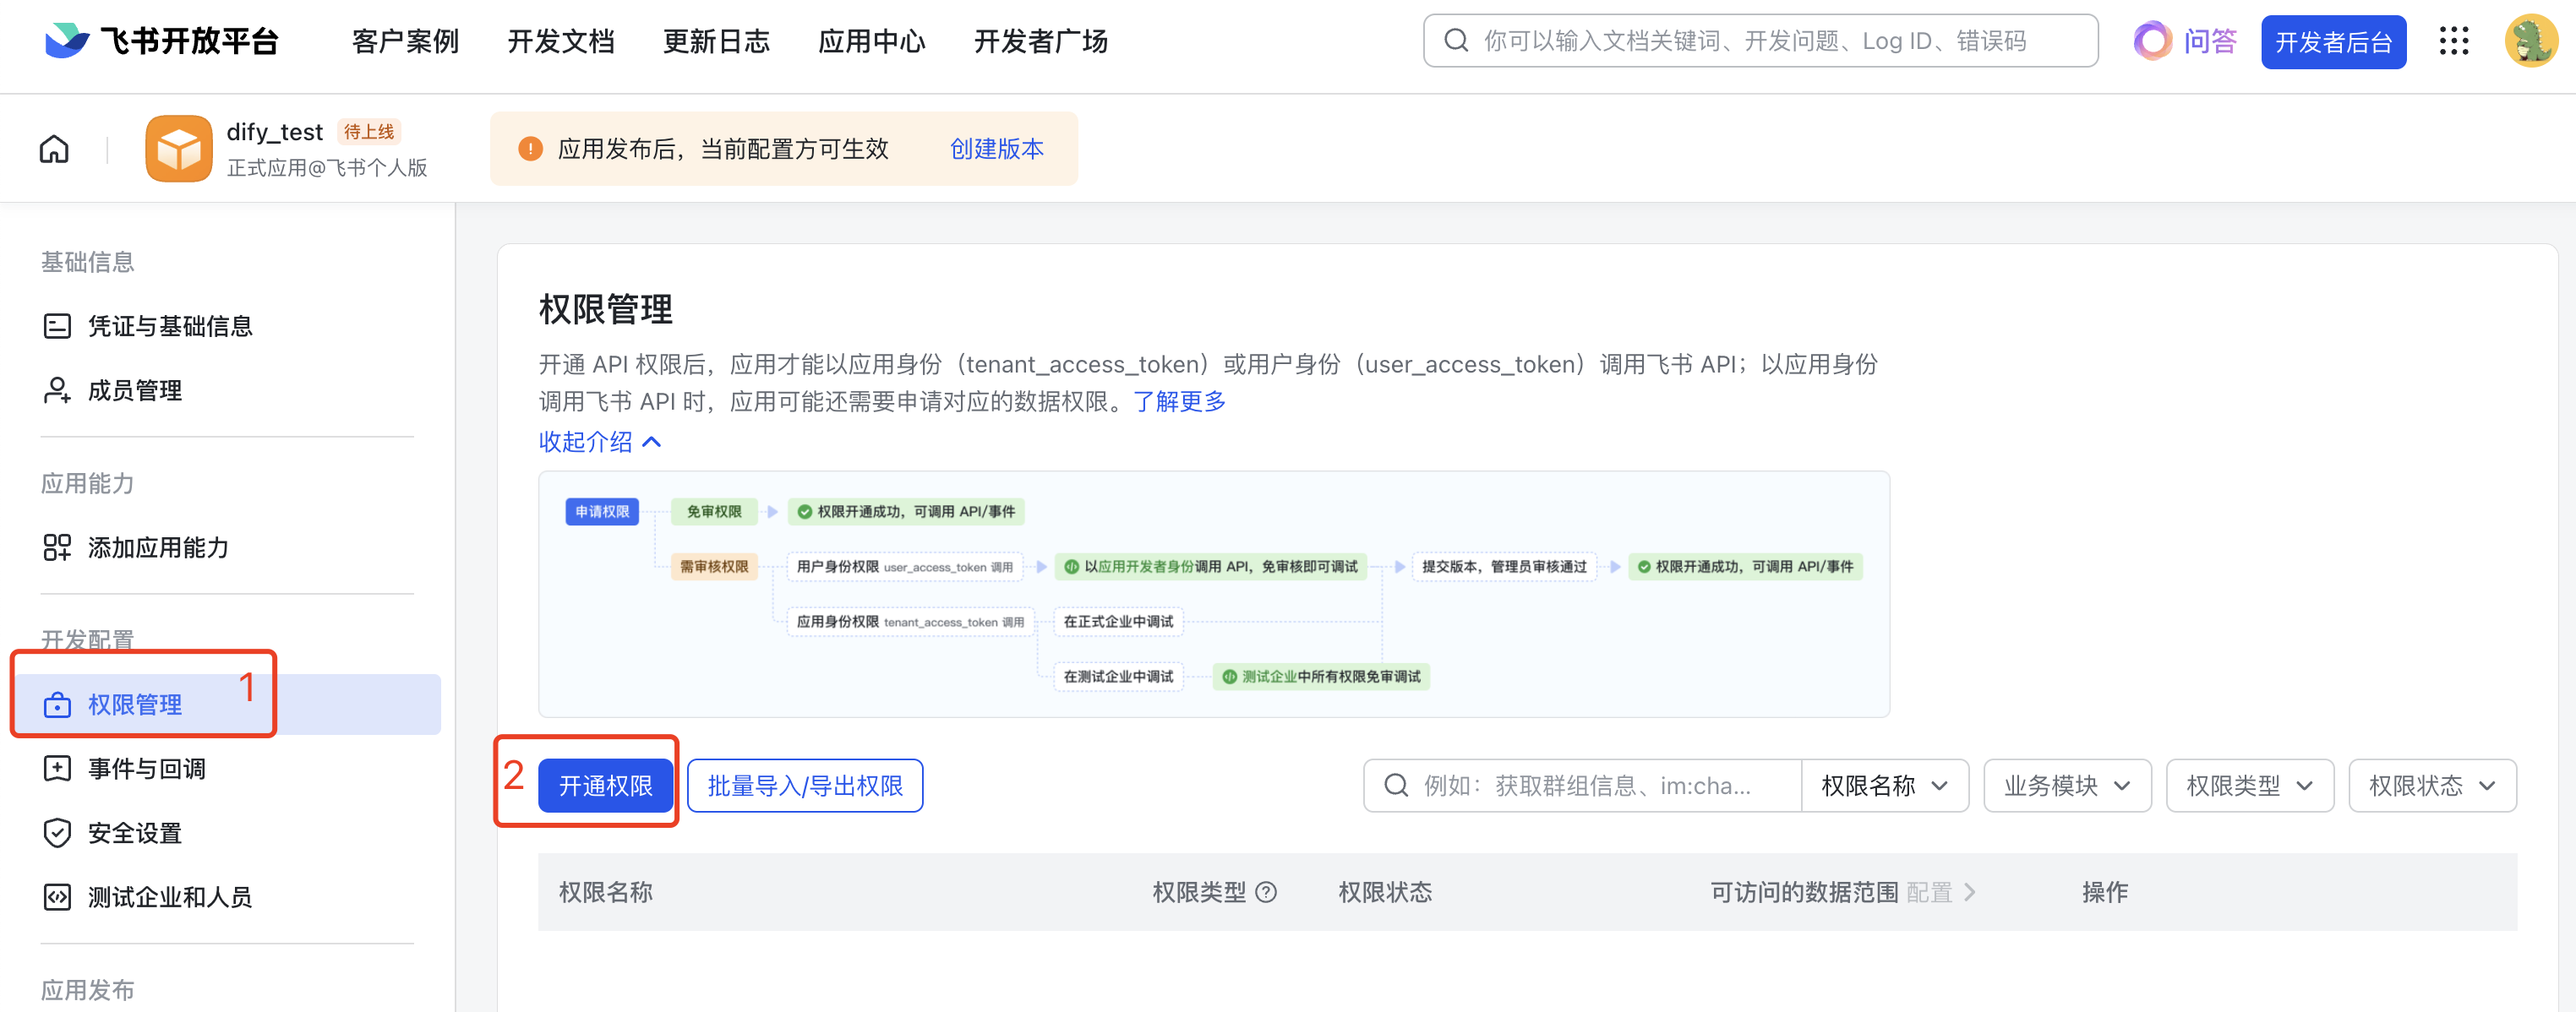 飞书开放平台
客户案例
开发文档
更新日志
应用中心
开发者广场
你可以输入文档关键词、开发问题、Log ID、错误码
问答
开发者后台
dify_test 待上线
正式应用@飞书个人版
应用发布后，当前配置方可生效
创建版本
基础信息
凭证与基础信息
成员管理
应用能力
添加应用能力
开发配置
权限管理
1
事件与回调
安全设置
测试企业和人员
应用发布
权限管理
开通 API 权限后，应用才能以应用身份（tenant_access_token）或用户身份（user_access_token）调用飞书 API；以应用身份
调用飞书 API 时，应用可能还需要申请对应的数据权限。了解更多
收起介绍
申请权限
免审权限
权限开通成功，可调用 API/事件
需审核权限
用户身份权限 user_access_token 调用
以应用开发者身份调用 API，免审核即可调试
提交版本，管理员审核通过
权限开通成功，可调用 API/事件
应用身份权限 tenant_access_token 调用
在正式企业中调试
在测试企业中调试
测试企业中所有权限免审调试
2
开通权限
批量导入/导出权限
例如：获取群组信息、im:cha...
权限名称
业务模块
权限类型
权限状态
权限名称
权限类型
权限状态
可访问的数据范围 配置
操作